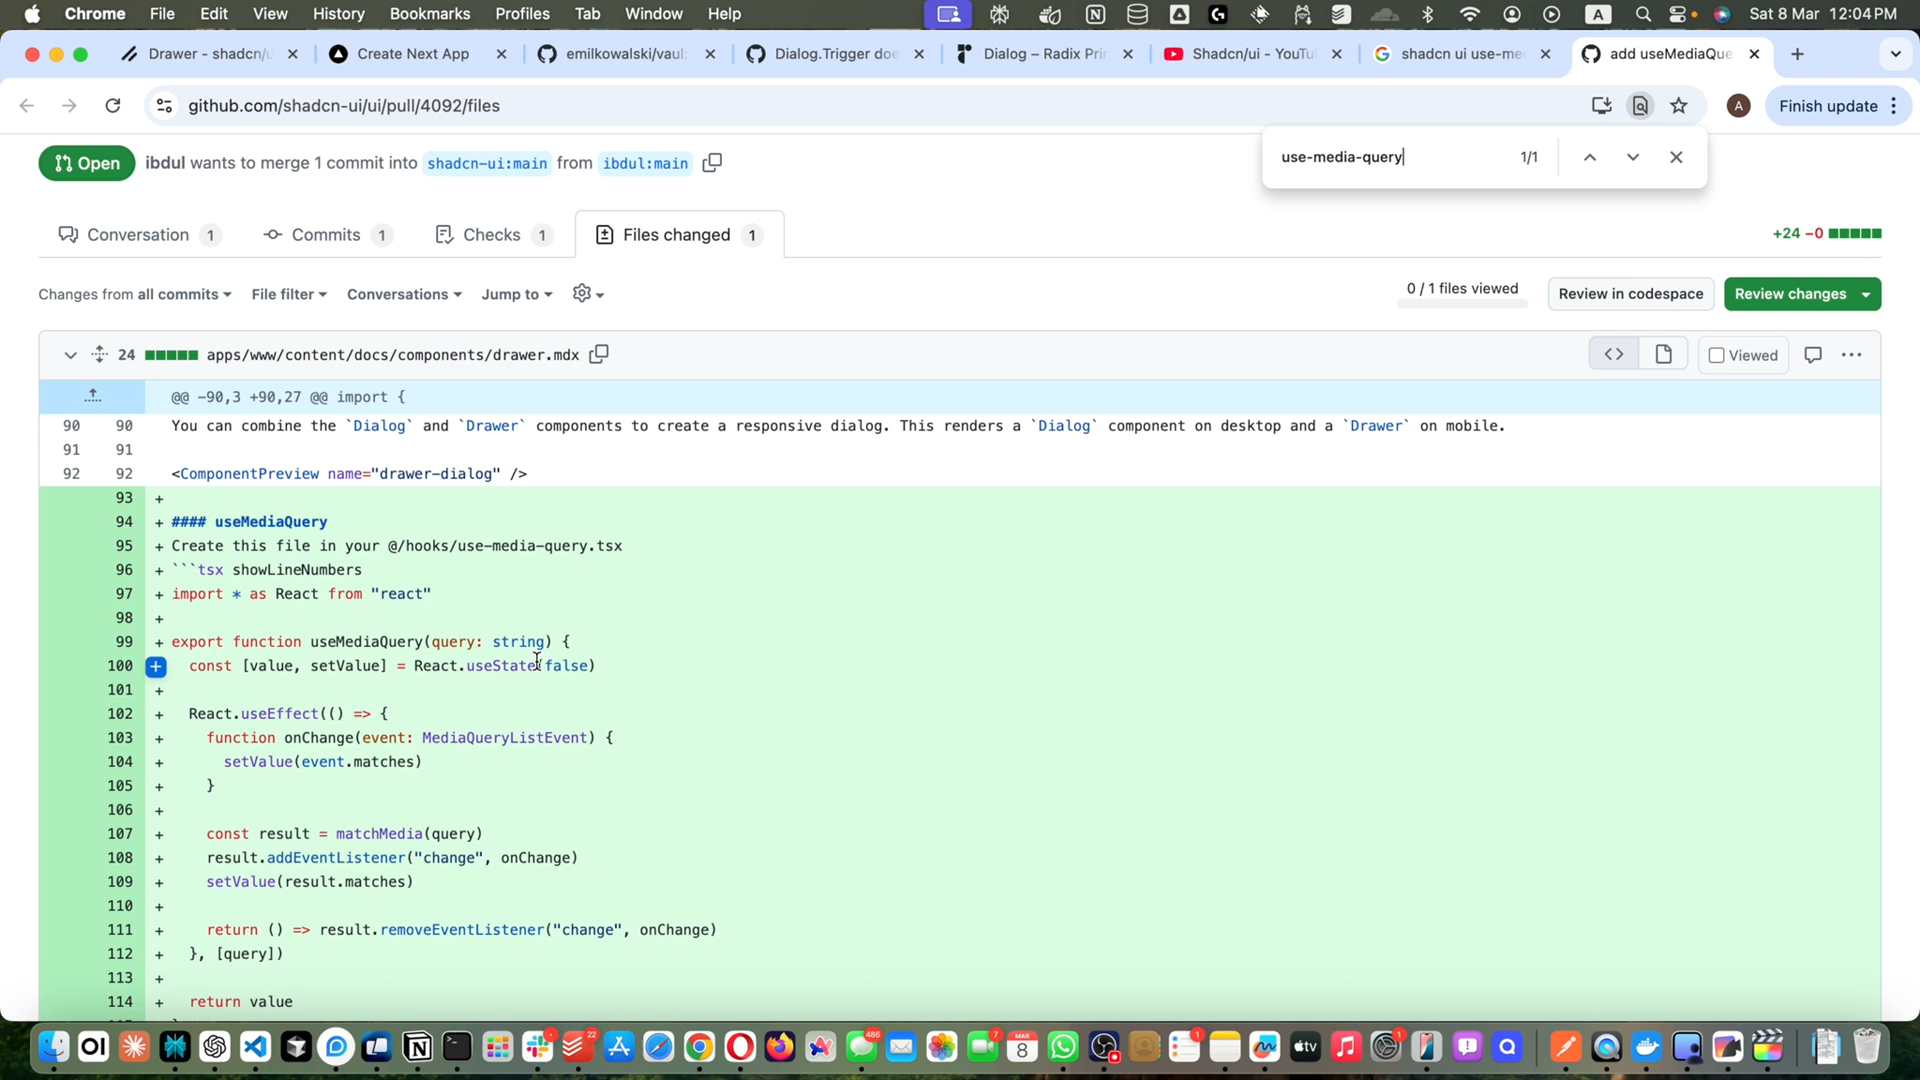 Chrome File Edit View History Bookmarks Profiles Tab Window Help
A
Sat 8 Mar 12:04 PM
Drawer - shadcn/u
Create Next App
emilkowalski/vaul:
Dialog.Trigger doe
Dialog – Radix Pri
Shadcn/ui - YouTu
shadcn ui use-me
add useMediaQue
github.com/shadcn-ui/ui/pull/4092/files
A
Finish update
use-media-query
1/1
Open
ibdul wants to merge 1 commit into shadcn-ui:main from ibdul:main
Conversation 1
Commits 1
Checks 1
Files changed 1
+24 −0
Changes from all commits
File filter
Conversations
Jump to
0 / 1 files viewed
Review in codespace
Review changes
24 apps/www/content/docs/components/drawer.mdx
Viewed
@@ -90,3 +90,27 @@ import {
90 90 You can combine the `Dialog` and `Drawer` components to create a responsive dialog. This renders a `Dialog` component on desktop and a `Drawer` on mobile.
91 91
92 92 <ComponentPreview name="drawer-dialog" />
93 +
94 + #### useMediaQuery
95 + Create this file in your @/hooks/use-media-query.tsx
96 + ```tsx showLineNumbers
97 + import * as React from "react"
98 +
99 + export function useMediaQuery(query: string) {
100 + const [value, setValue] = React.useState(false)
101 +
102 + React.useEffect(() => {
103 + function onChange(event: MediaQueryListEvent) {
104 + setValue(event.matches)
105 + }
106 +
107 + const result = matchMedia(query)
108 + result.addEventListener("change", onChange)
109 + setValue(result.matches)
110 +
111 + return () => result.removeEventListener("change", onChange)
112 + }, [query])
113 +
114 + return value
22
486
7
MAR
8
1
tv
1